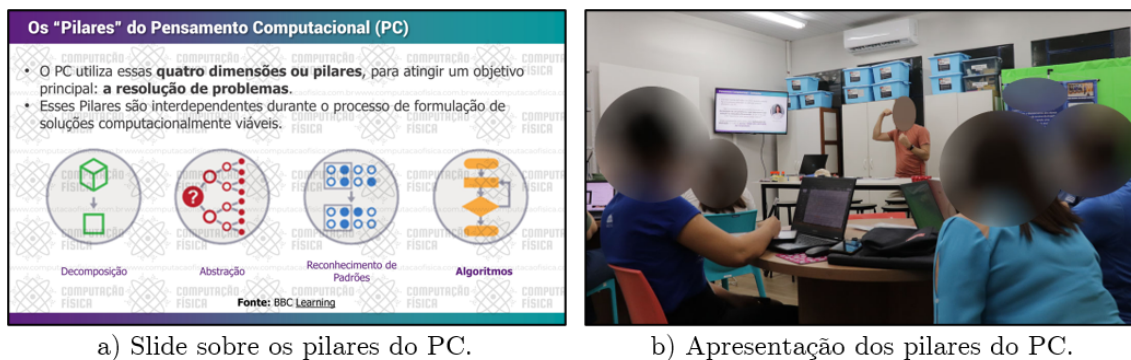 Os “Pilares” do Pensamento Computacional (PC)
• O PC utiliza essas quatro dimensões ou pilares, para atingir um objetivo
principal: a resolução de problemas.
• Esses Pilares são interdependentes durante o processo de formulação de
soluções computacionalmente viáveis.
?
Decomposição
Abstração
Reconhecimento de
Padrões
Algoritmos
Fonte: BBC Learning
COMPUTAÇÃO
FÍSICA
a) Slide sobre os pilares do PC.
b) Apresentação dos pilares do PC.